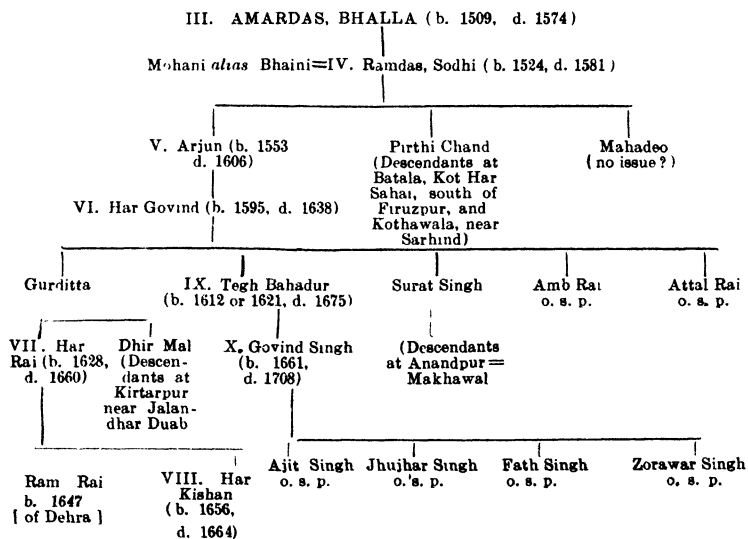 III. AMARDAS, BHALLA (b. 1509, d. 1574)
Mohani alias Bhaini=IV. Ramdas, Sodhi (b. 1524, d. 1581)
V. Arjun (b. 1553
d. 1606)
Pirthi Chand
(Descendants at
Batala, Kot Har
Sahai, south of
Firuzpur, and
Kothawala, near
Sarhind)
Mahadeo
(no issue?)
VI. Har Govind (b. 1595, d. 1638)
Gurditta
IX. Tegh Bahadur
(b. 1612 or 1621, d. 1675)
Surat Singh
Amb Rai
o. s. p.
Attal Rai
o. s. p.
VII. Har
Rai (b. 1628,
d. 1660)
Dhir Mal
(Descen-
dants at
Kirtarpur
near Jalan-
dhar Duab
X. Govind Singh
(b. 1661,
d. 1708)
(Descendants
at Anandpur=
Makhawal
Ram Rai
b. 1647
[of Dehra]
VIII. Har
Kishan
(b. 1656,
d. 1664)
Ajit Singh
o. s. p.
Jhujhar Singh
o. s. p.
Fath Singh
o. s. p.
Zorawar Singh
o. s. p.